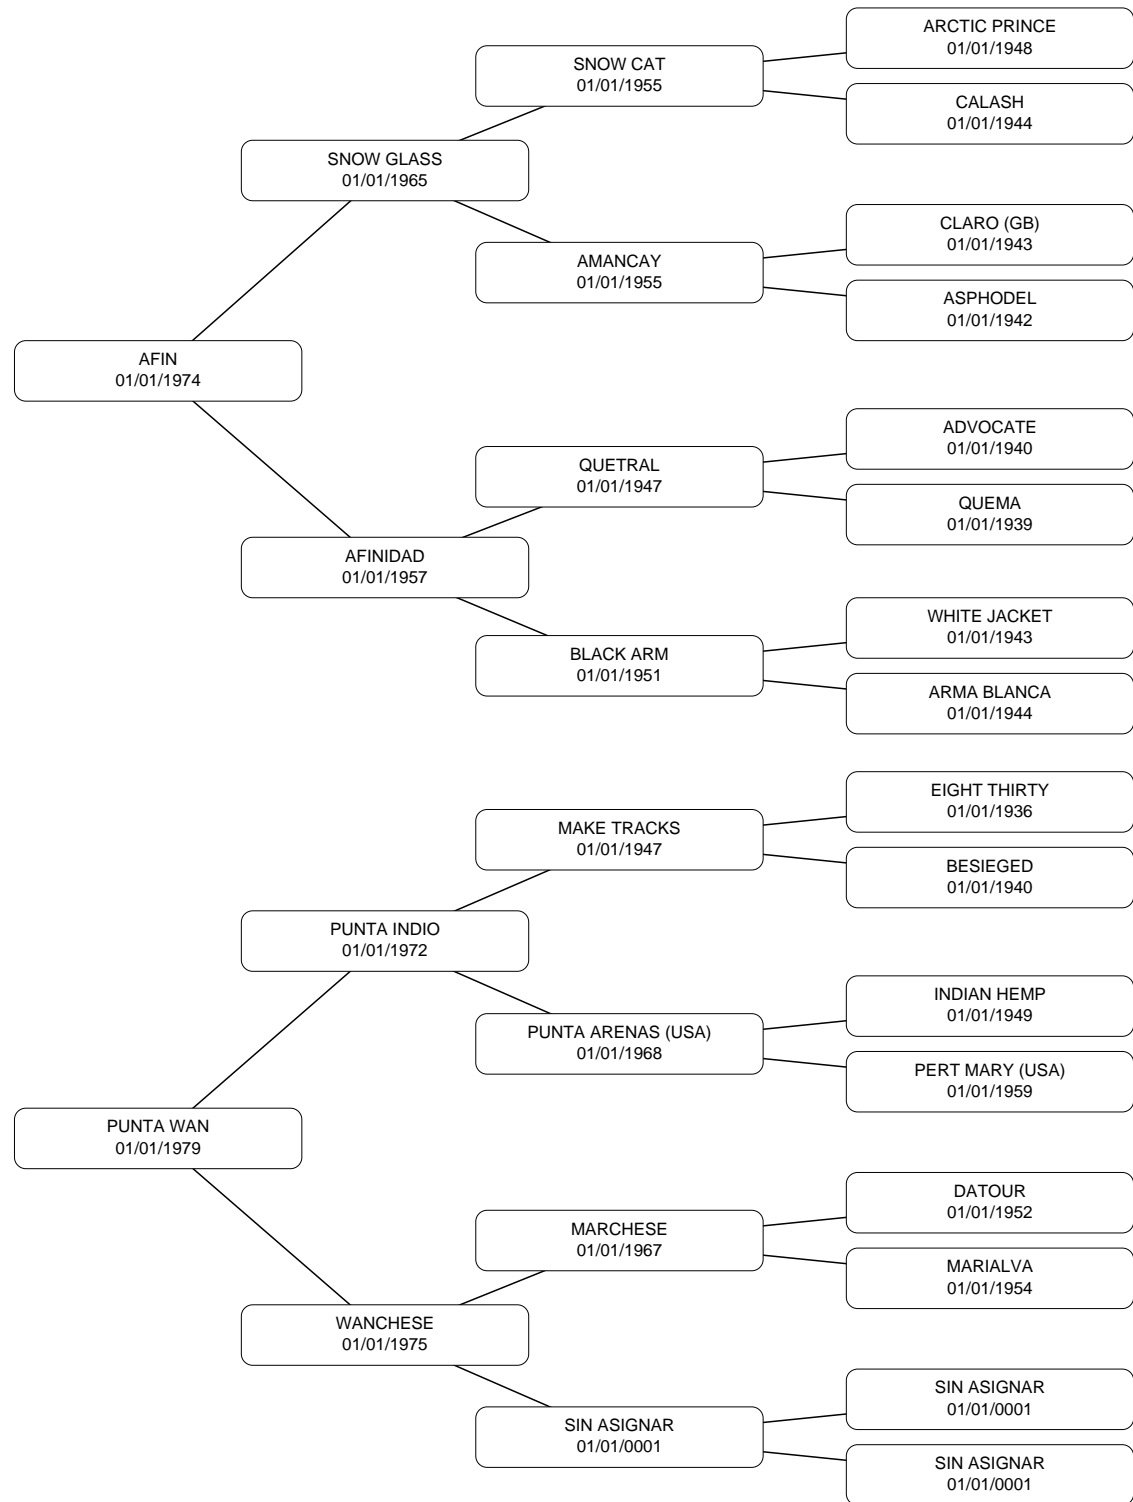 ARCTIC PRINCE
01/01/1948
SNOW CAT
01/01/1955
CALASH
01/01/1944
SNOW GLASS
01/01/1965
CLARO (GB)
01/01/1943
AMANCAY
01/01/1955
ASPHODEL
01/01/1942
AFIN
01/01/1974
ADVOCATE
01/01/1940
QUETRAL
01/01/1947
QUEMA
01/01/1939
AFINIDAD
01/01/1957
WHITE JACKET
01/01/1943
BLACK ARM
01/01/1951
ARMA BLANCA
01/01/1944
EIGHT THIRTY
01/01/1936
MAKE TRACKS
01/01/1947
BESIEGED
01/01/1940
PUNTA INDIO
01/01/1972
INDIAN HEMP
01/01/1949
PUNTA ARENAS (USA)
01/01/1968
PERT MARY (USA)
01/01/1959
PUNTA WAN
01/01/1979
DATOUR
01/01/1952
MARCHESE
01/01/1967
MARIALVA
01/01/1954
WANCHESE
01/01/1975
SIN ASIGNAR
01/01/0001
SIN ASIGNAR
01/01/0001
SIN ASIGNAR
01/01/0001